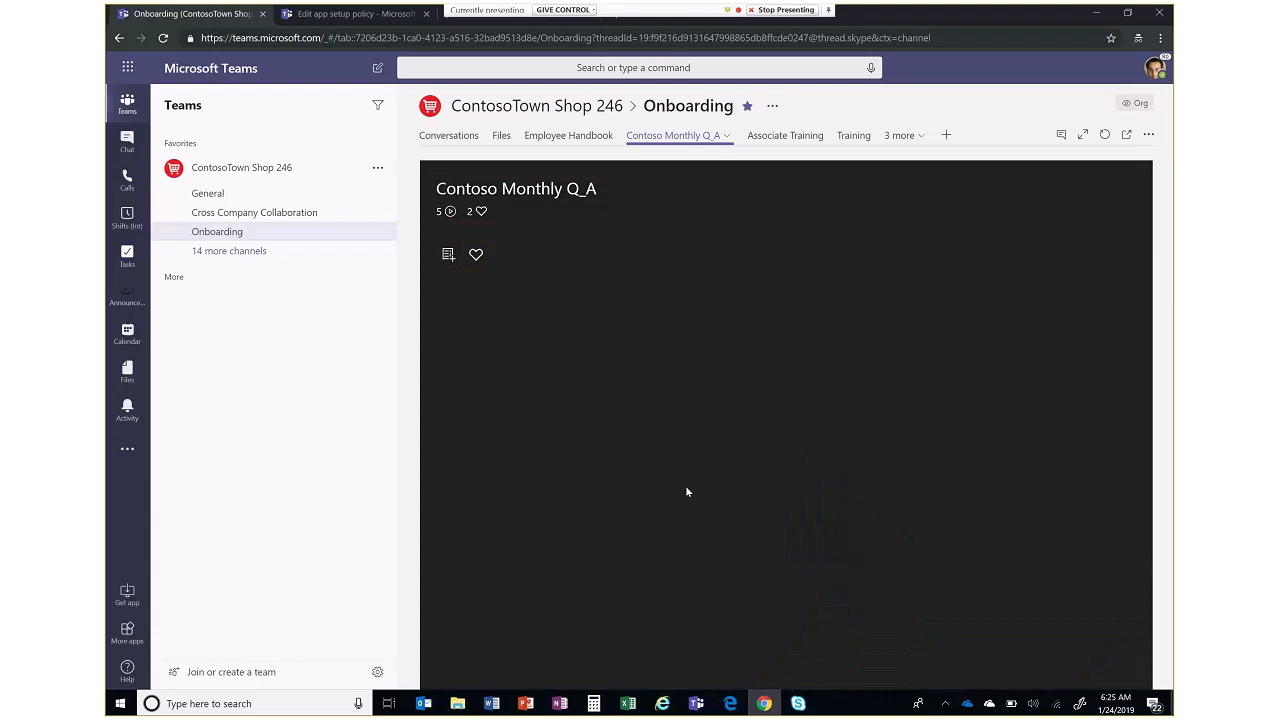 Onboarding (ContosoTown Shop
Edit app setup policy - Microsoft
Currently presenting
GIVE CONTROL
Stop Presenting
https://teams.microsoft.com/_#/tab::7206d23b-1ca0-4123-a516-32bad9513d8e/Onboarding?threadId=19:f9f216d9131647998865db8ffcde0247@thread.skype&ctx=channel
Microsoft Teams
Search or type a command
Teams
Chat
Calls
Shifts (Int)
Tasks
Announce...
Calendar
Files
Activity
Get app
More apps
Help
Teams
Favorites
ContosoTown Shop 246
General
Cross Company Collaboration
Onboarding
14 more channels
More
Join or create a team
ContosoTown Shop 246 > Onboarding
Org
Conversations Files Employee Handbook Contoso Monthly Q_A Associate Training Training 3 more
Contoso Monthly Q_A
5 2
Type here to search
6:25 AM
1/24/2019
22